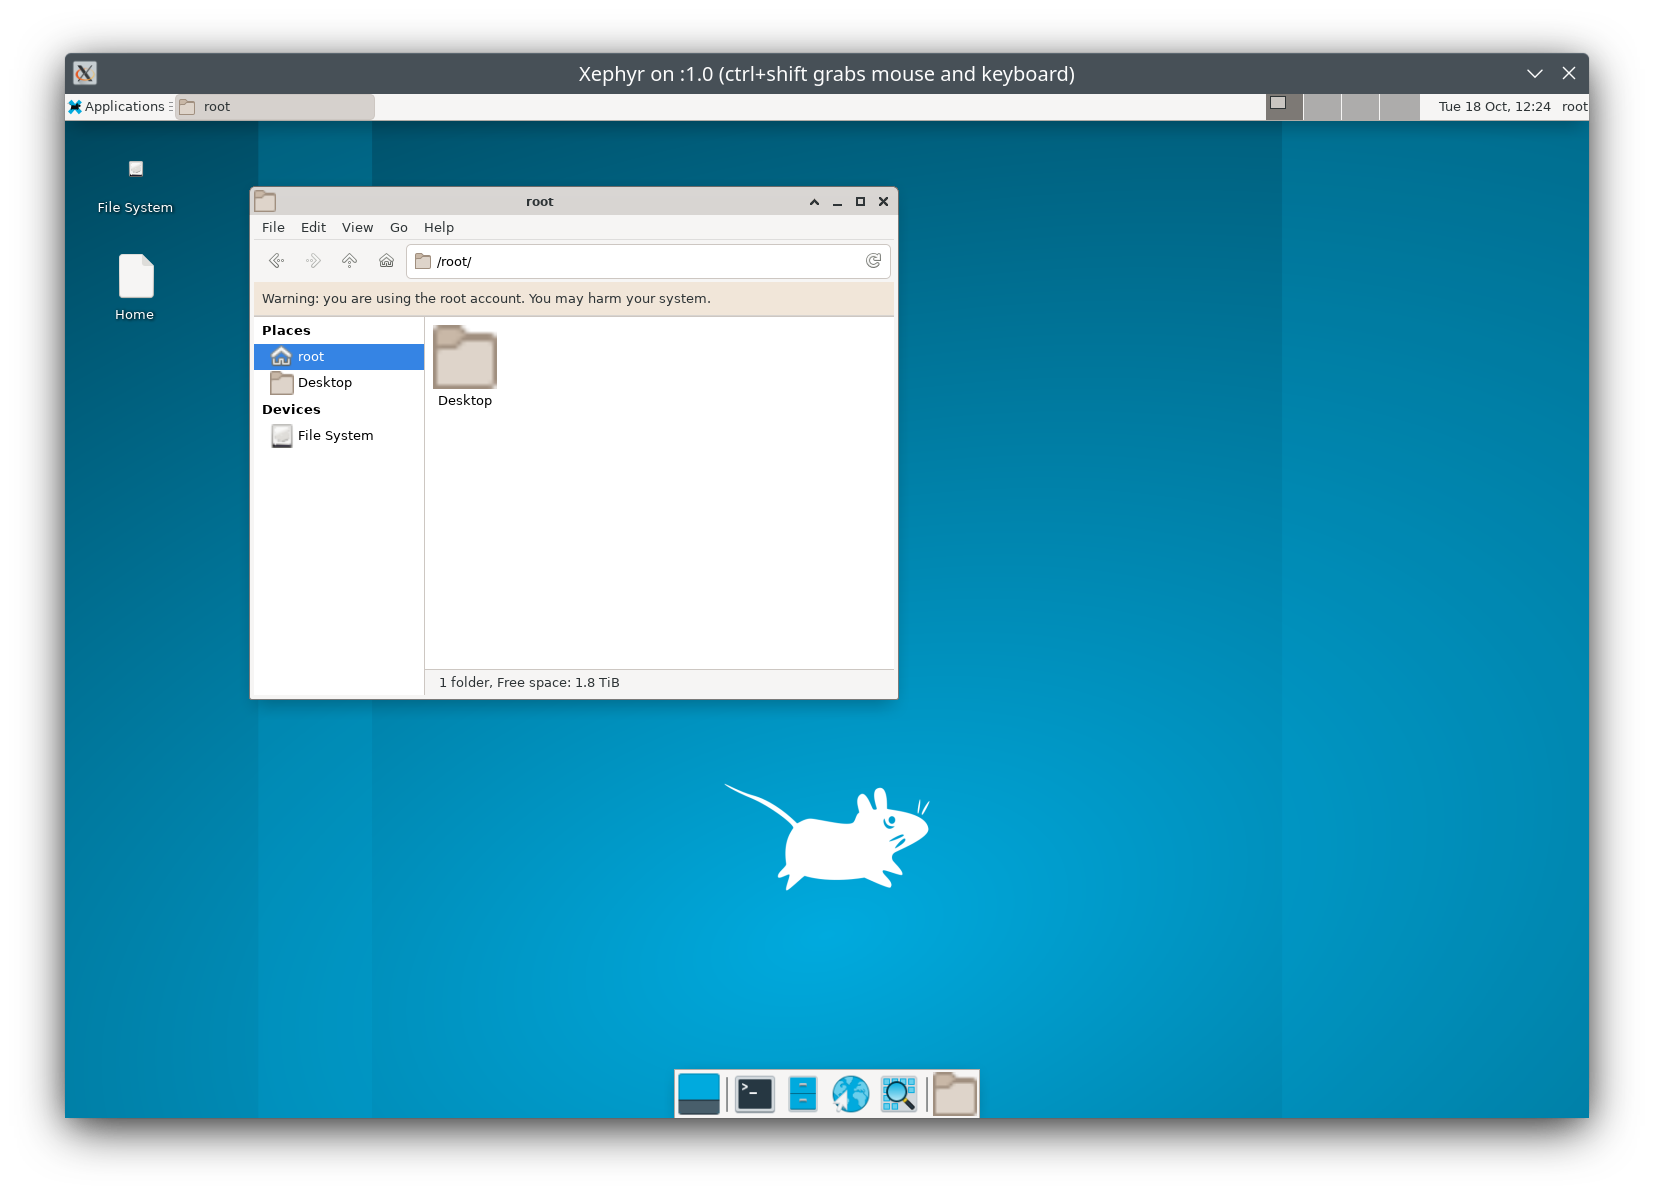 Xephyr on :1.0 (ctrl+shift grabs mouse and keyboard)
Applications root Tue 18 Oct, 12:24 root
File System
Home
root
File Edit View Go Help
/root/
Warning: you are using the root account. You may harm your system.
Places
root
Desktop
Devices
File System
Desktop
1 folder, Free space: 1.8 TiB